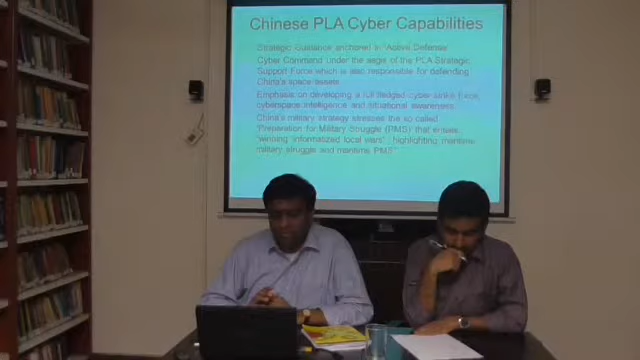 Chinese PLA Cyber Capabilities
Strategic Guidance anchored in 'Active Defense'
Cyber Command under the aegis of the PLA Strategic
Support Force which is also responsible for defending
China's space assets.
Emphasis on developing a full fledged cyber strike force,
cyberspace intelligence and situational awareness.
China's military strategy stresses the so called
"Preparation for Military Struggle (PMS) that entails
"winning informatized local wars", highlighting maritime
military struggle and maritime PMS"